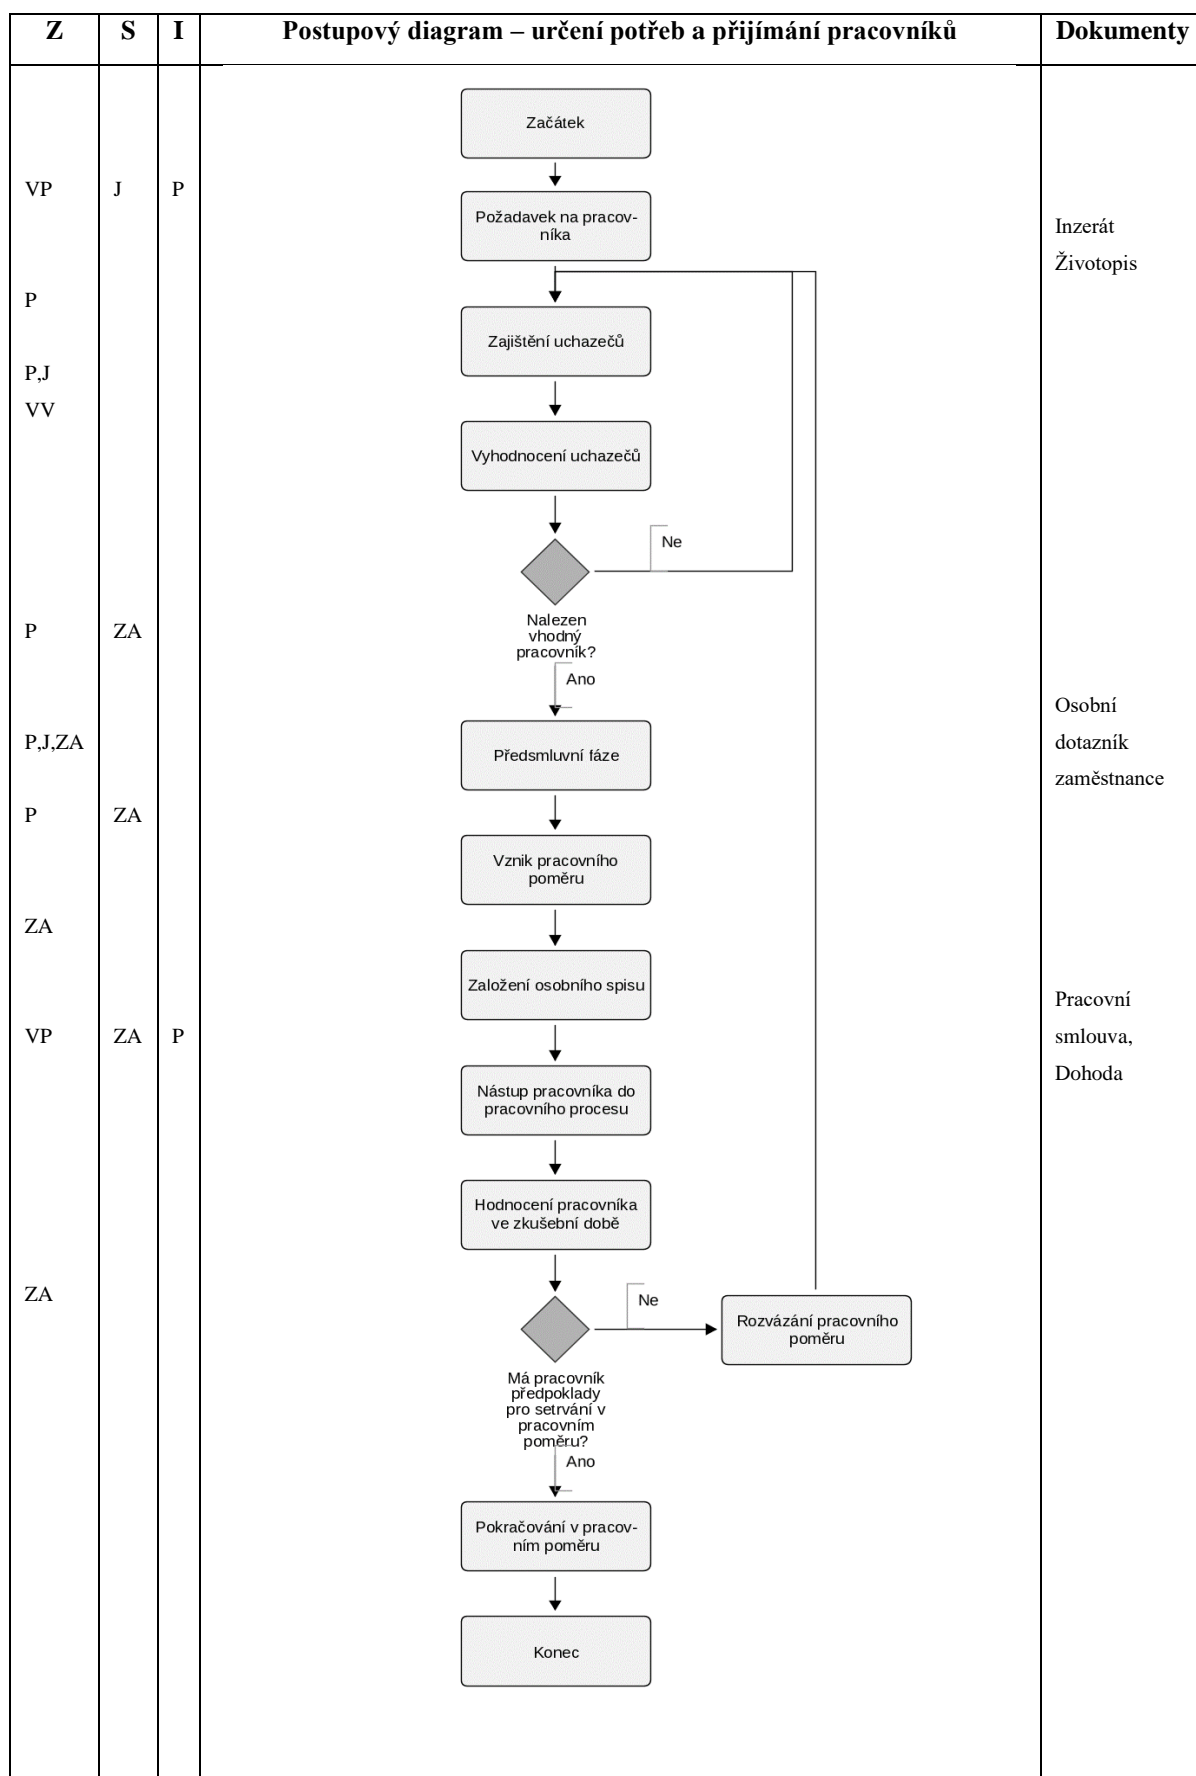 Z S I Postupový diagram – určení potřeb a přijímání pracovníků Dokumenty
Začátek
VP J P
Požadavek na pracov-
níka
Inzerát
Životopis
P
Zajištění uchazečů
P,J
VV
Vyhodnocení uchazečů
Ne
Nalezen
vhodný
pracovník?
P ZA
Ano
Osobní
dotazník
zaměstnance
P,J,ZA
Předsmluvní fáze
P ZA
Vznik pracovního
poměru
ZA
Založení osobního spisu
Pracovní
smlouva,
Dohoda
VP ZA P
Nástup pracovníka do
pracovního procesu
Hodnocení pracovníka
ve zkušební době
ZA
Ne
Rozvázání pracovního
poměru
Má pracovník
předpoklady
pro setrvání v
pracovním
poměru?
Ano
Pokračování v pracov-
ním poměru
Konec